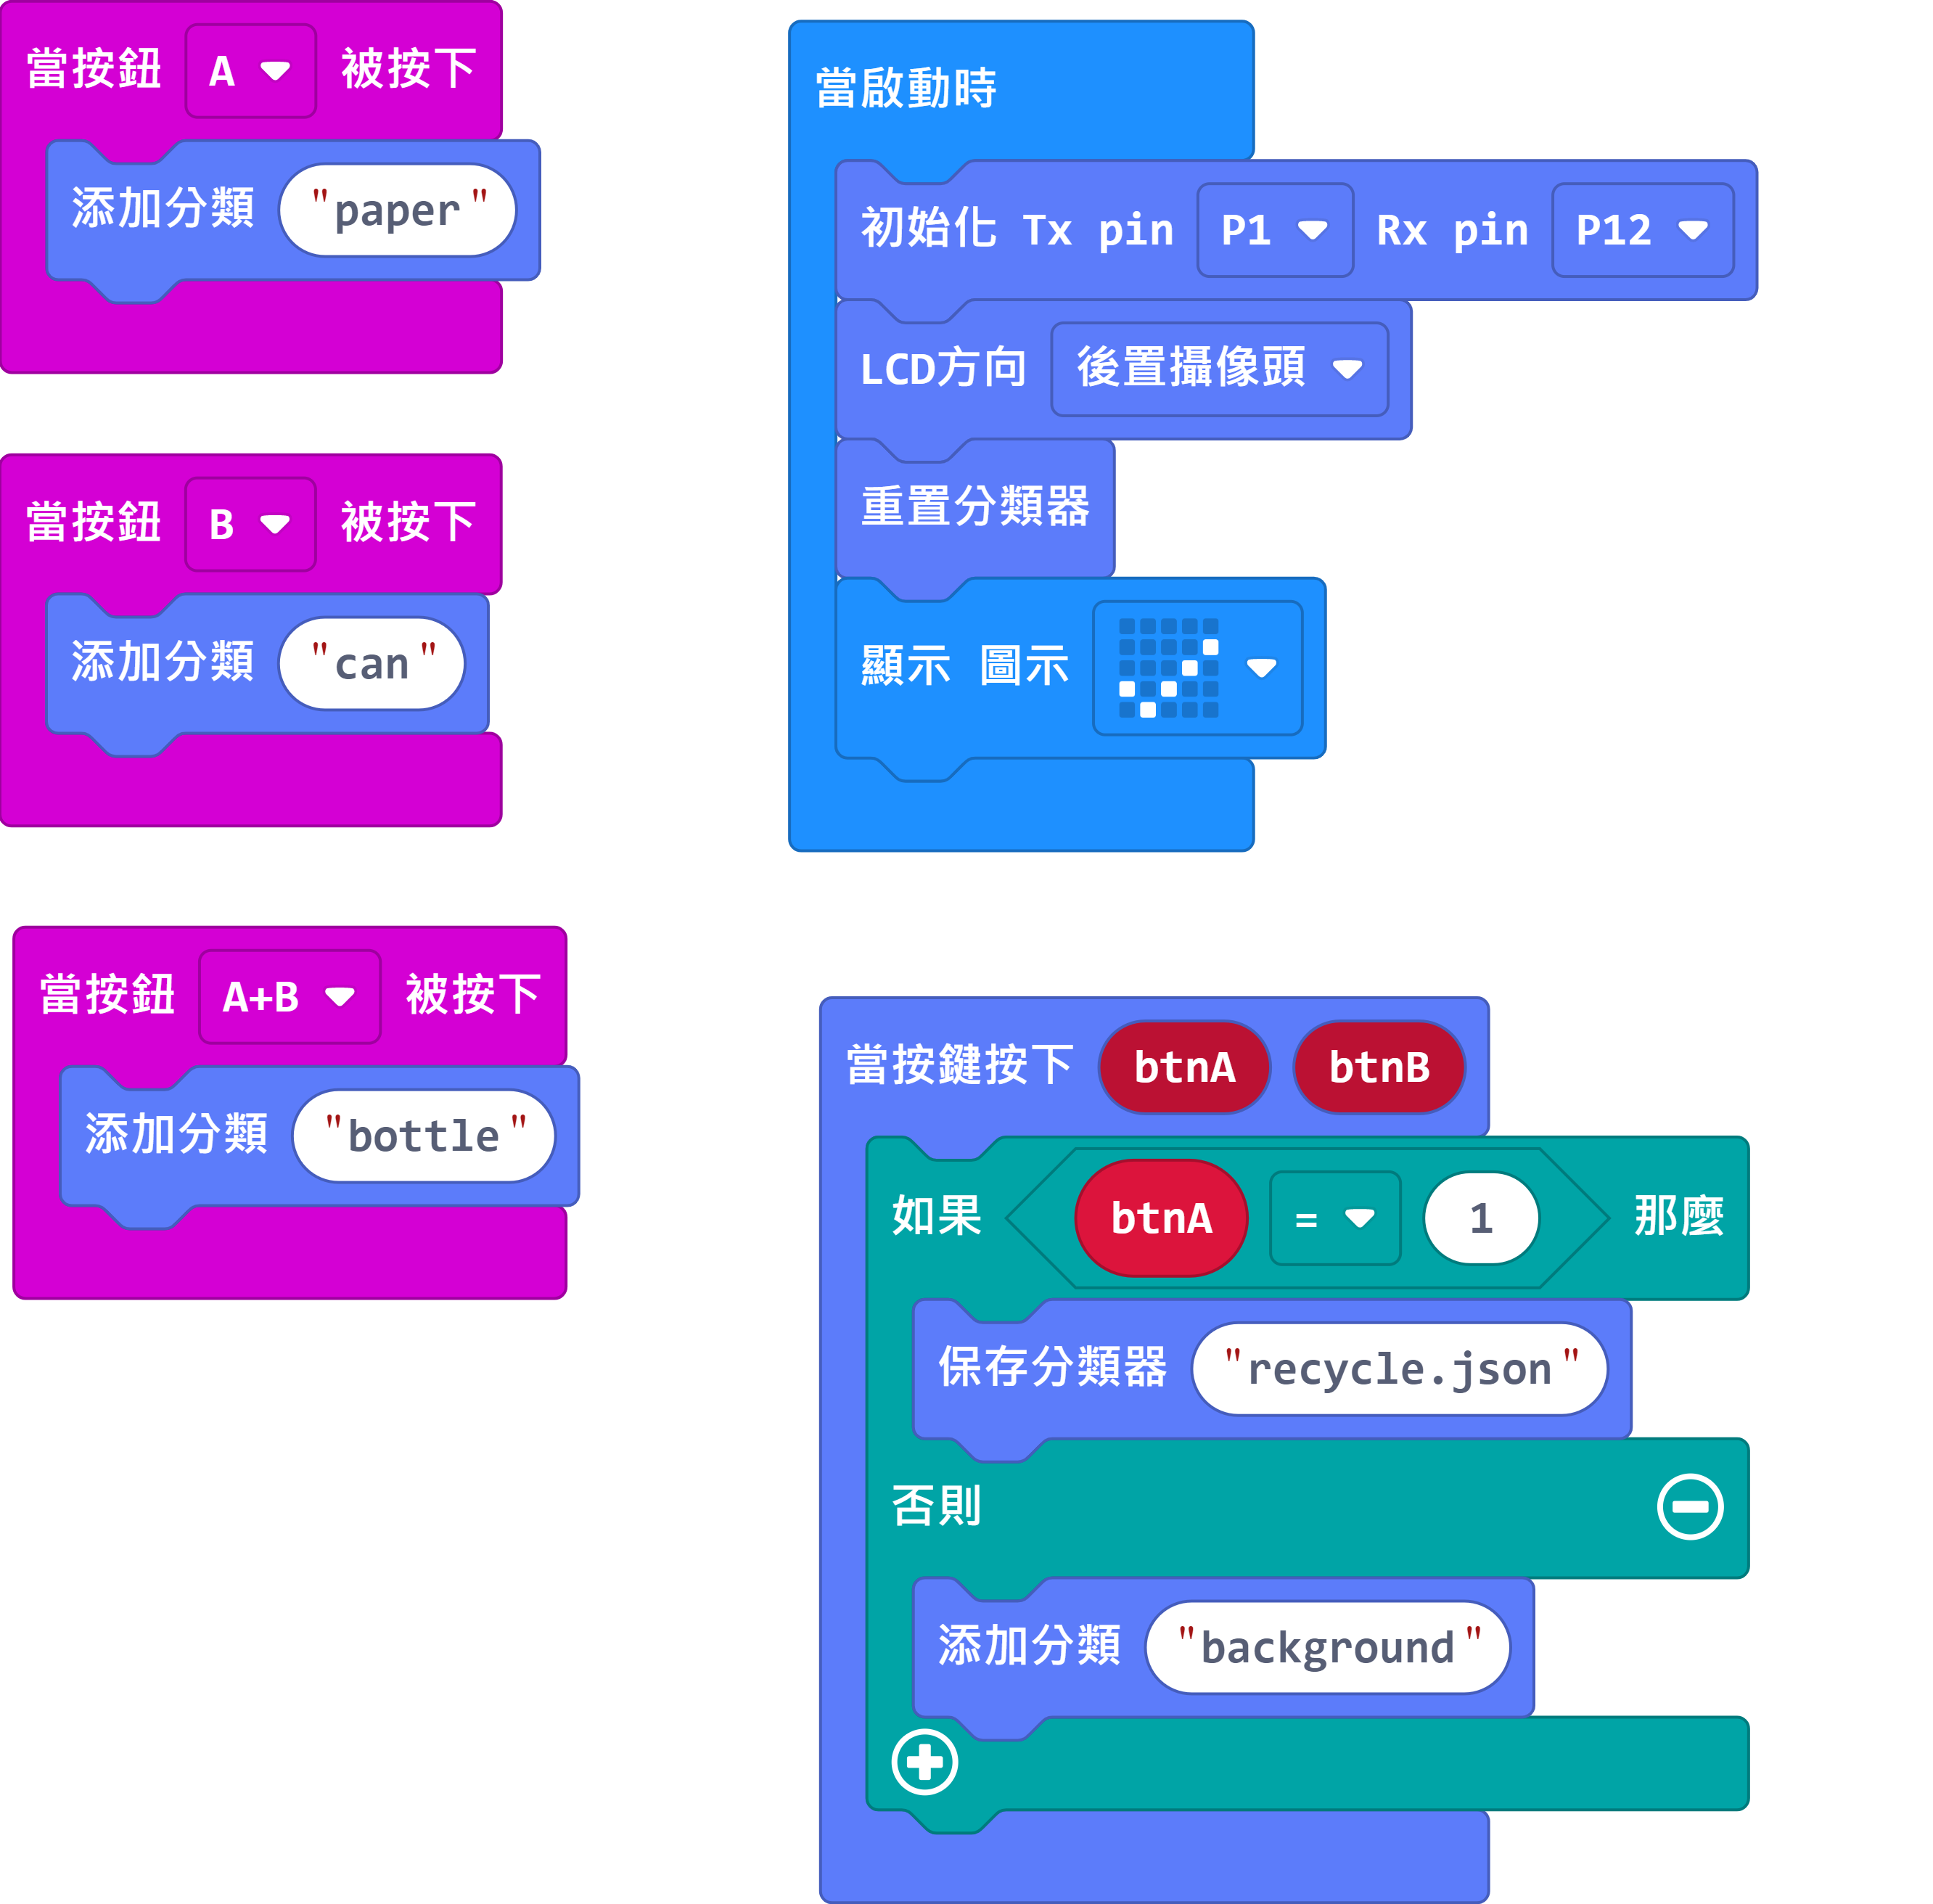 當按鈕 A 被按下
添加分類 "paper"
當按鈕 B 被按下
添加分類 "can"
當按鈕 A+B 被按下
添加分類 "bottle"
當啟動時
初始化 Tx pin P1 Rx pin P12
LCD方向 後置攝像頭
重置分類器
顯示 圖示
當按鍵按下 btnA btnB
如果 btnA = 1 那麼
保存分類器 "recycle.json"
否則
添加分類 "background"